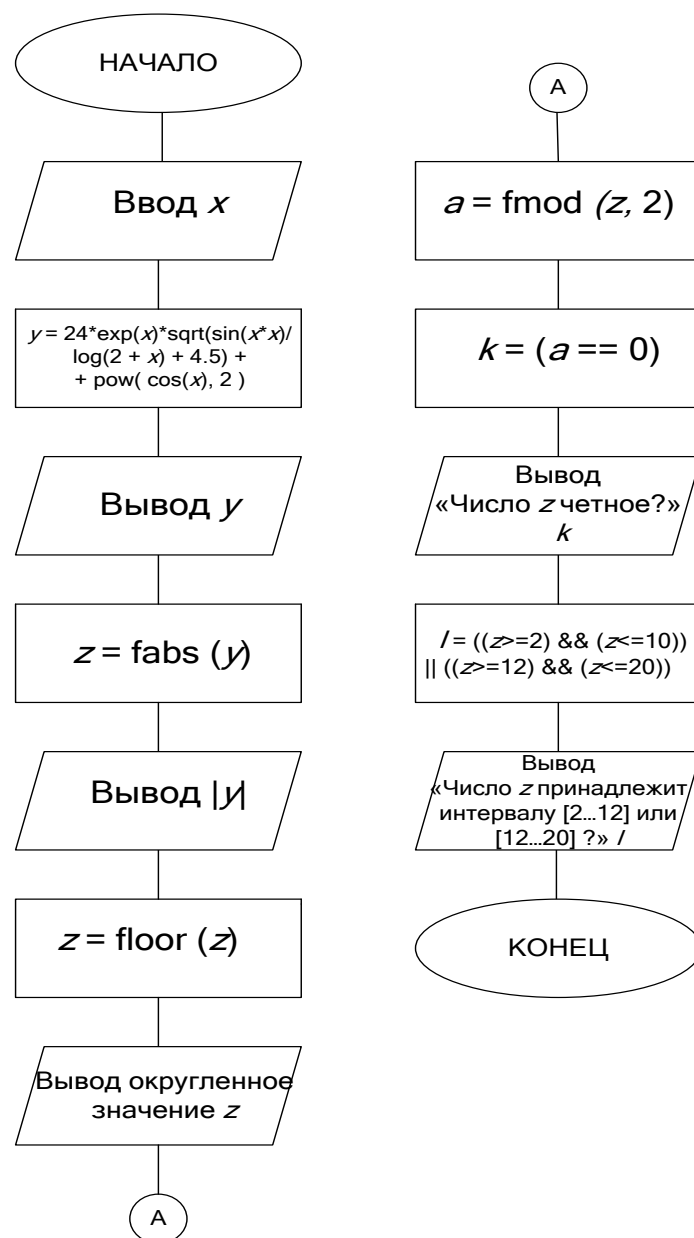 НАЧАЛО
Ввод x
y = 24*exp(x)*sqrt(sin(x*x)/
log(2 + x) + 4.5) +
+ pow( cos(x), 2 )
Вывод y
z = fabs (y)
Вывод |y|
z = floor (z)
Вывод округленное
значение z
А
А
a = fmod (z, 2)
k = (a == 0)
Вывод
«Число z четное?»
k
l = ((z>=2) && (z<=10))
|| ((z>=12) && (z<=20))
Вывод
«Число z принадлежит
интервалу [2...12] или
[12...20] ?» l
КОНЕЦ